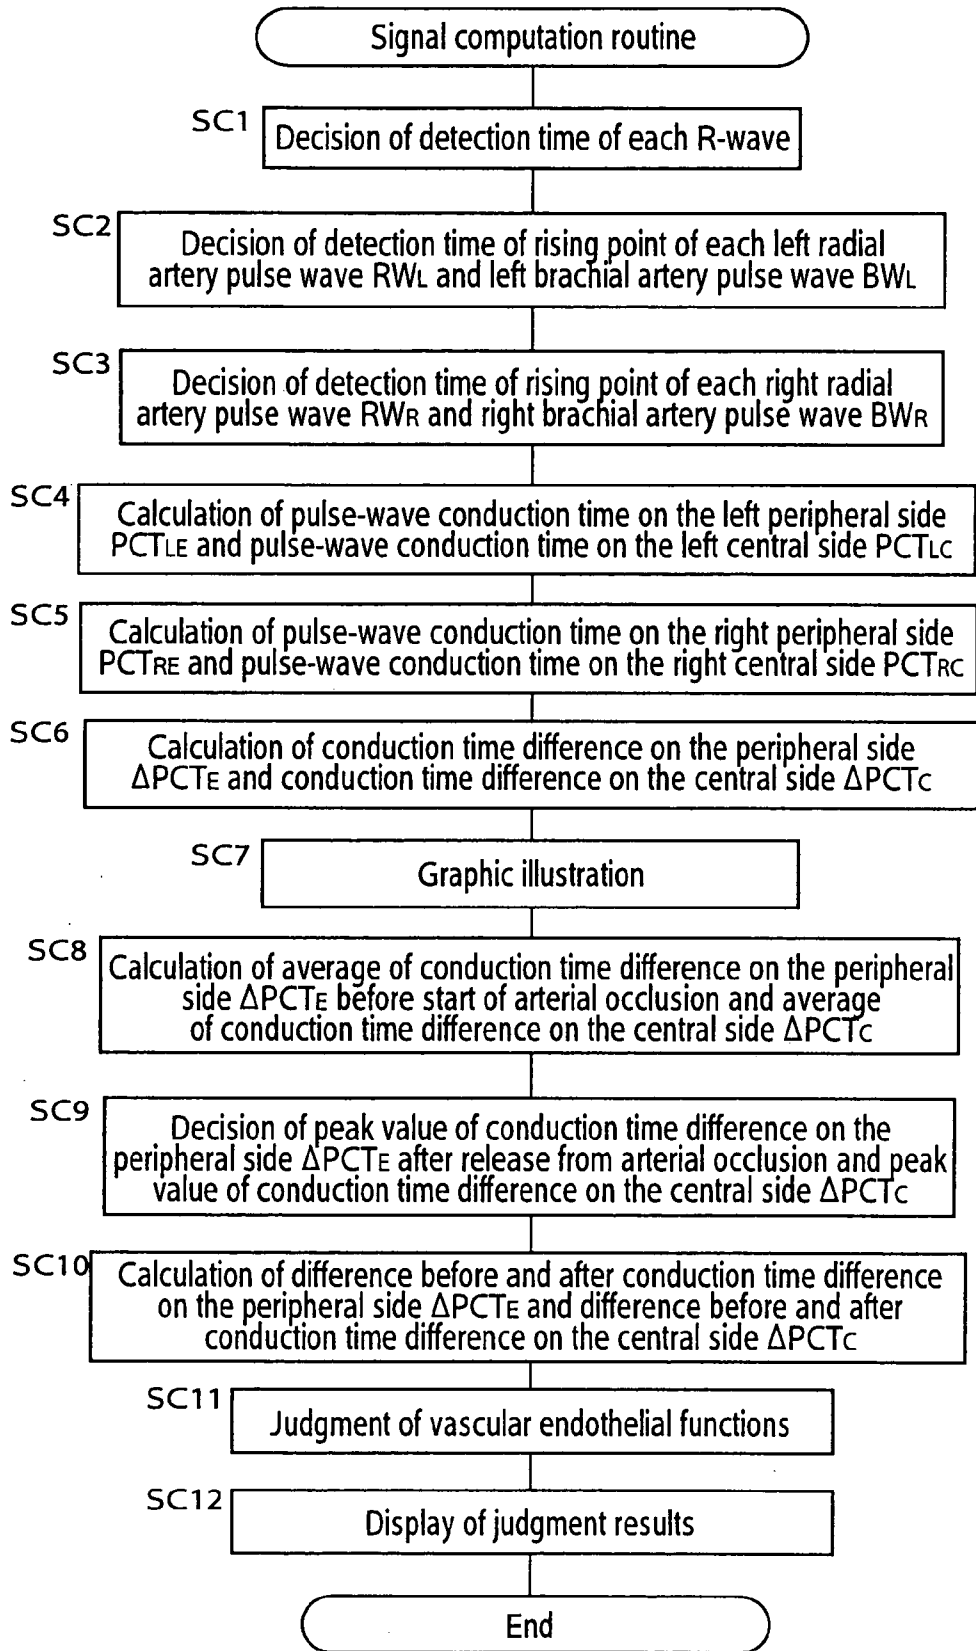 Signal computation routine
SC1
Decision of detection time of each R-wave
SC2
Decision of detection time of rising point of each left radial
artery pulse wave RWL and left brachial artery pulse wave BWL
SC3
Decision of detection time of rising point of each right radial
artery pulse wave RWR and right brachial artery pulse wave BWR
SC4
Calculation of pulse-wave conduction time on the left peripheral side
PCTLE and pulse-wave conduction time on the left central side PCTLC
SC5
Calculation of pulse-wave conduction time on the right peripheral side
PCTRE and pulse-wave conduction time on the right central side PCTRC
SC6
Calculation of conduction time difference on the peripheral side
ΔPCTE and conduction time difference on the central side ΔPCTC
SC7
Graphic illustration
SC8
Calculation of average of conduction time difference on the peripheral
side ΔPCTE before start of arterial occlusion and average
of conduction time difference on the central side ΔPCTC
SC9
Decision of peak value of conduction time difference on the
peripheral side ΔPCTE after release from arterial occlusion and peak
value of conduction time difference on the central side ΔPCTC
SC10
Calculation of difference before and after conduction time difference
on the peripheral side ΔPCTE and difference before and after
conduction time difference on the central side ΔPCTC
SC11
Judgment of vascular endothelial functions
SC12
Display of judgment results
End